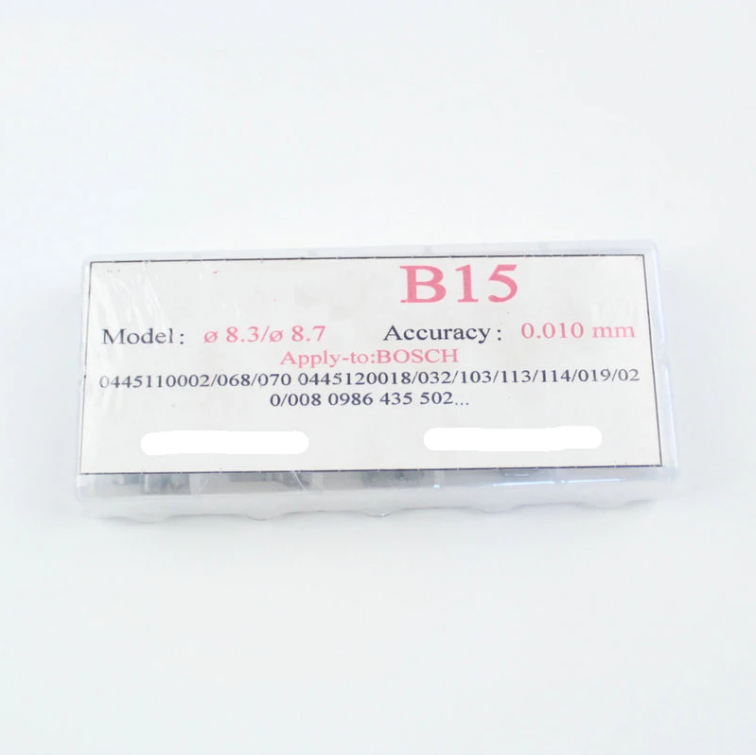 B15
Model: ø 8.3/ø 8.7 Accuracy: 0.010 mm
Apply-to:BOSCH
0445110002/068/070 0445120018/032/103/113/114/019/02
0/008 0986 435 502...